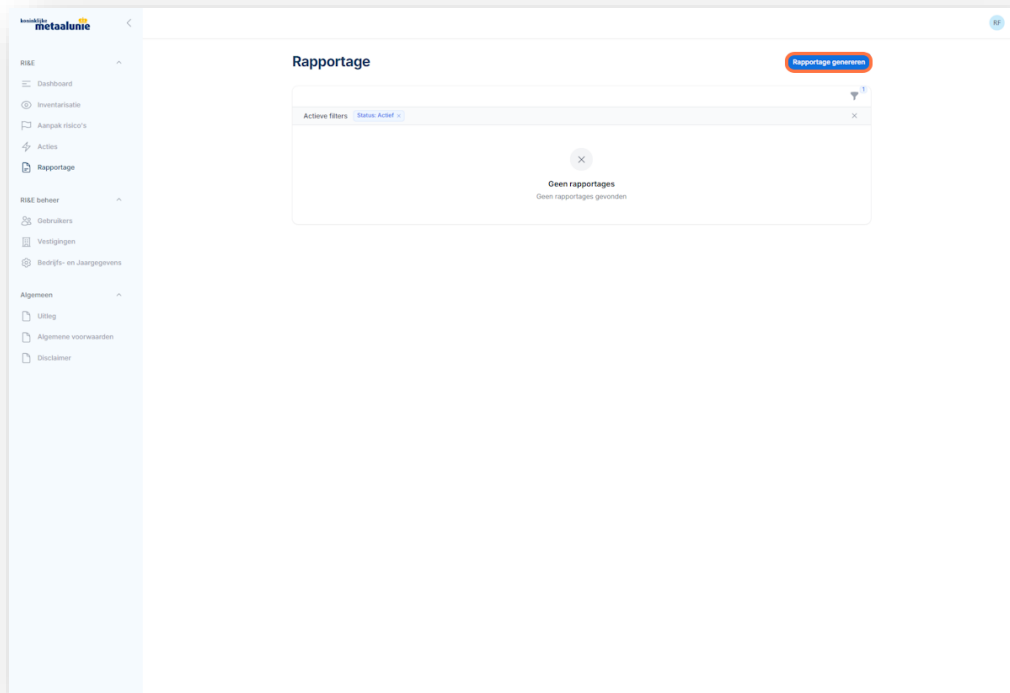 koninklijke
metaalunie
RF
RI&E
Dashboard
Inventarisatie
Aanpak risico's
Acties
Rapportage
RI&E beheer
Gebruikers
Vestigingen
Bedrijfs- en Jaargegevens
Algemeen
Uitleg
Algemene voorwaarden
Disclaimer
Rapportage
Rapportage genereren
1
Actieve filters Status: Actief ×
Geen rapportages
Geen rapportages gevonden